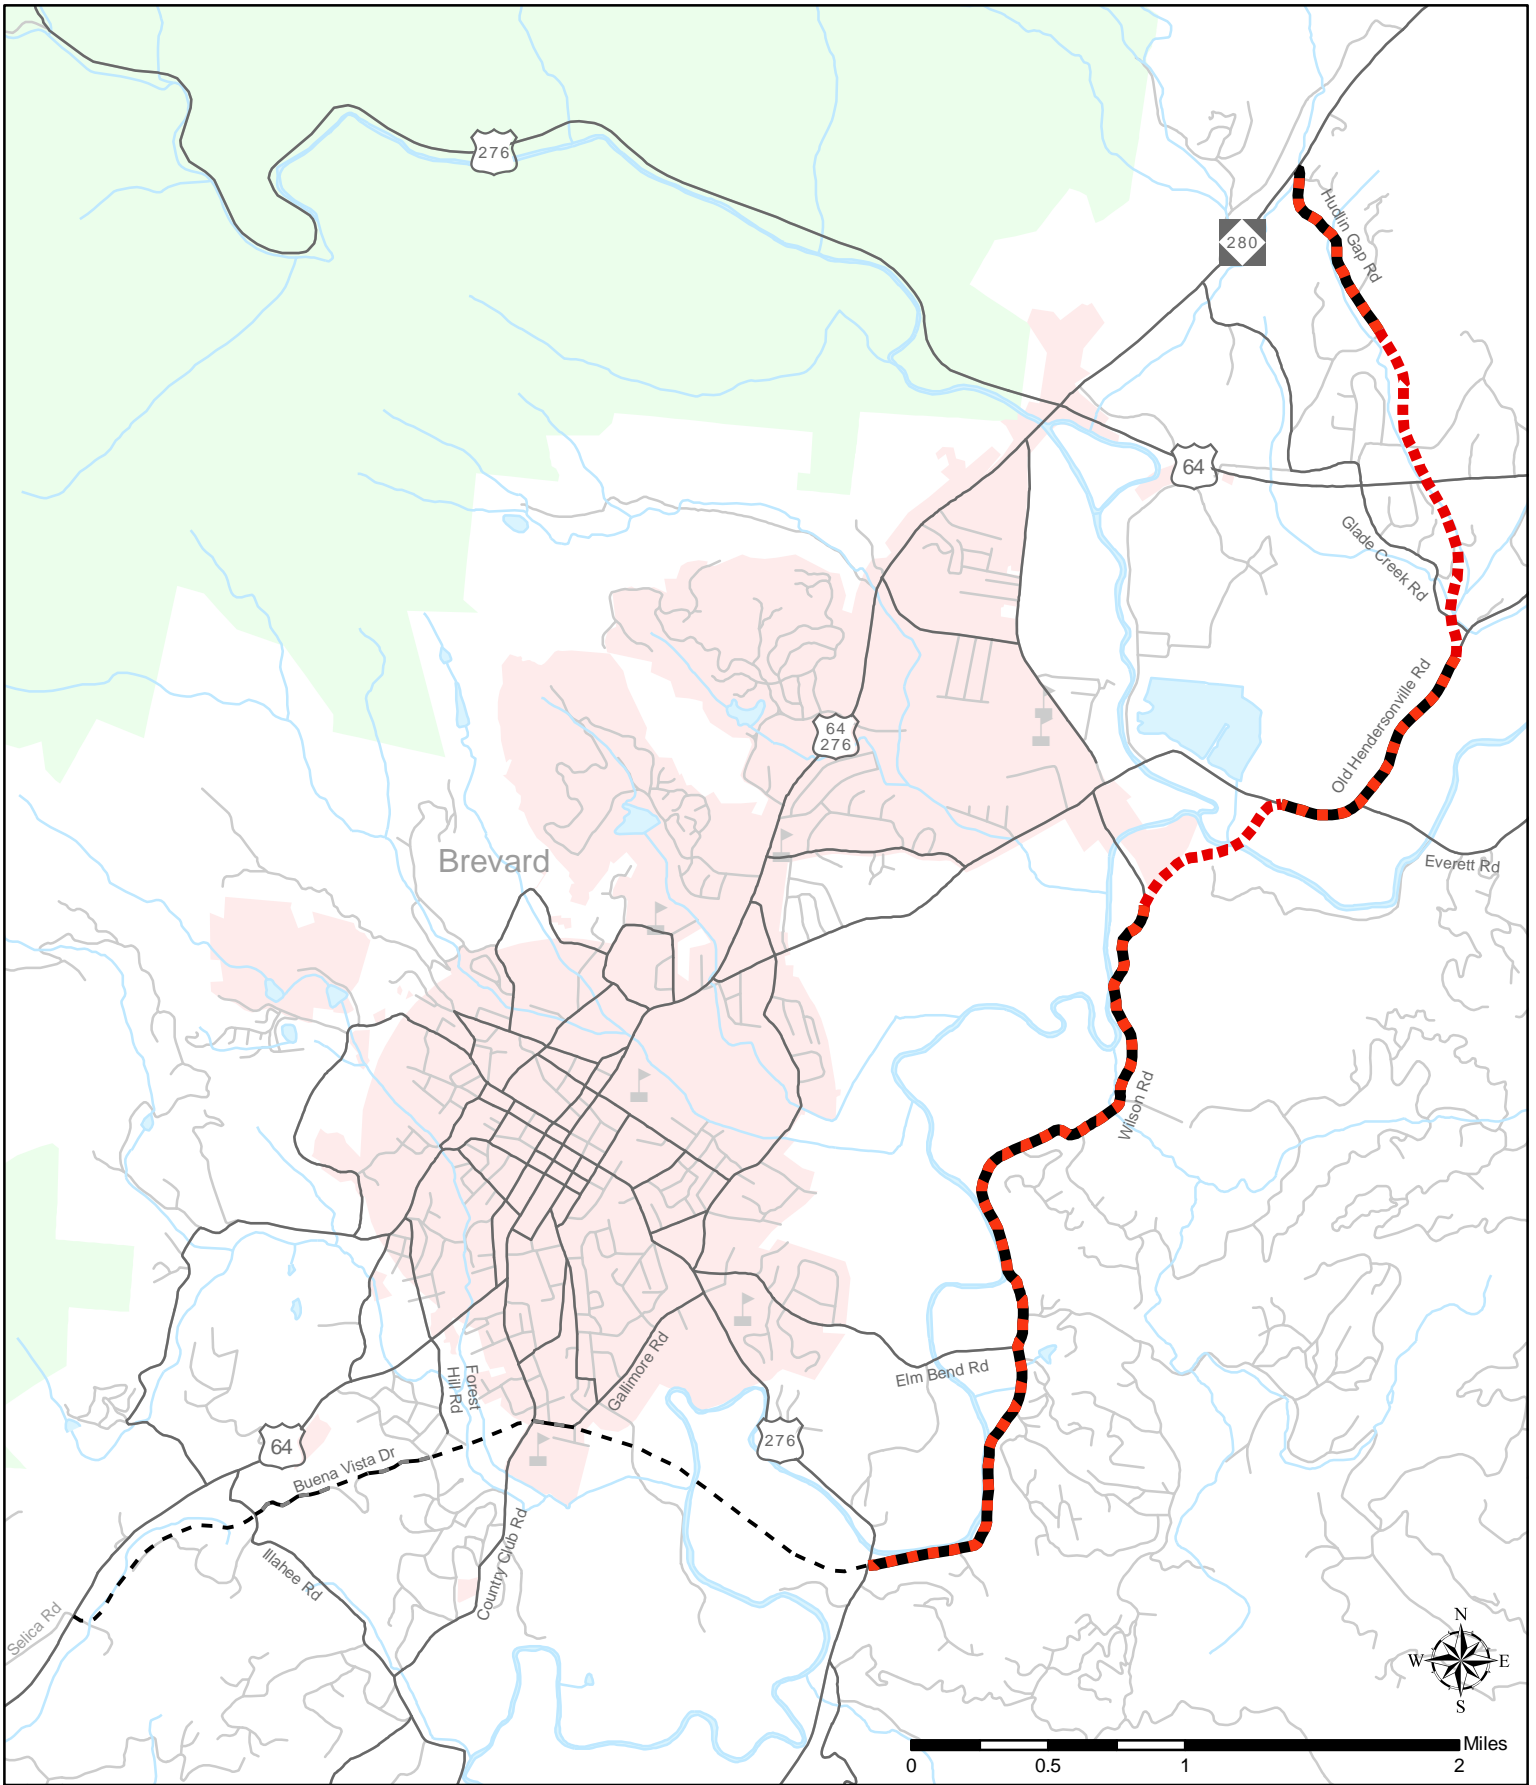 276
Hudlin Gap Rd
280
64
Glade Creek Rd
Old Hendersonville Rd
64
276
Brevard
Everett Rd
Wilson Rd
Elm Bend Rd
Gallimore Rd
Forest
Hill Rd
276
64
Buena Vista Dr
Country Club Rd
Illahee Rd
Selica Rd
N
W
E
S
Miles
0
0.5
1
2